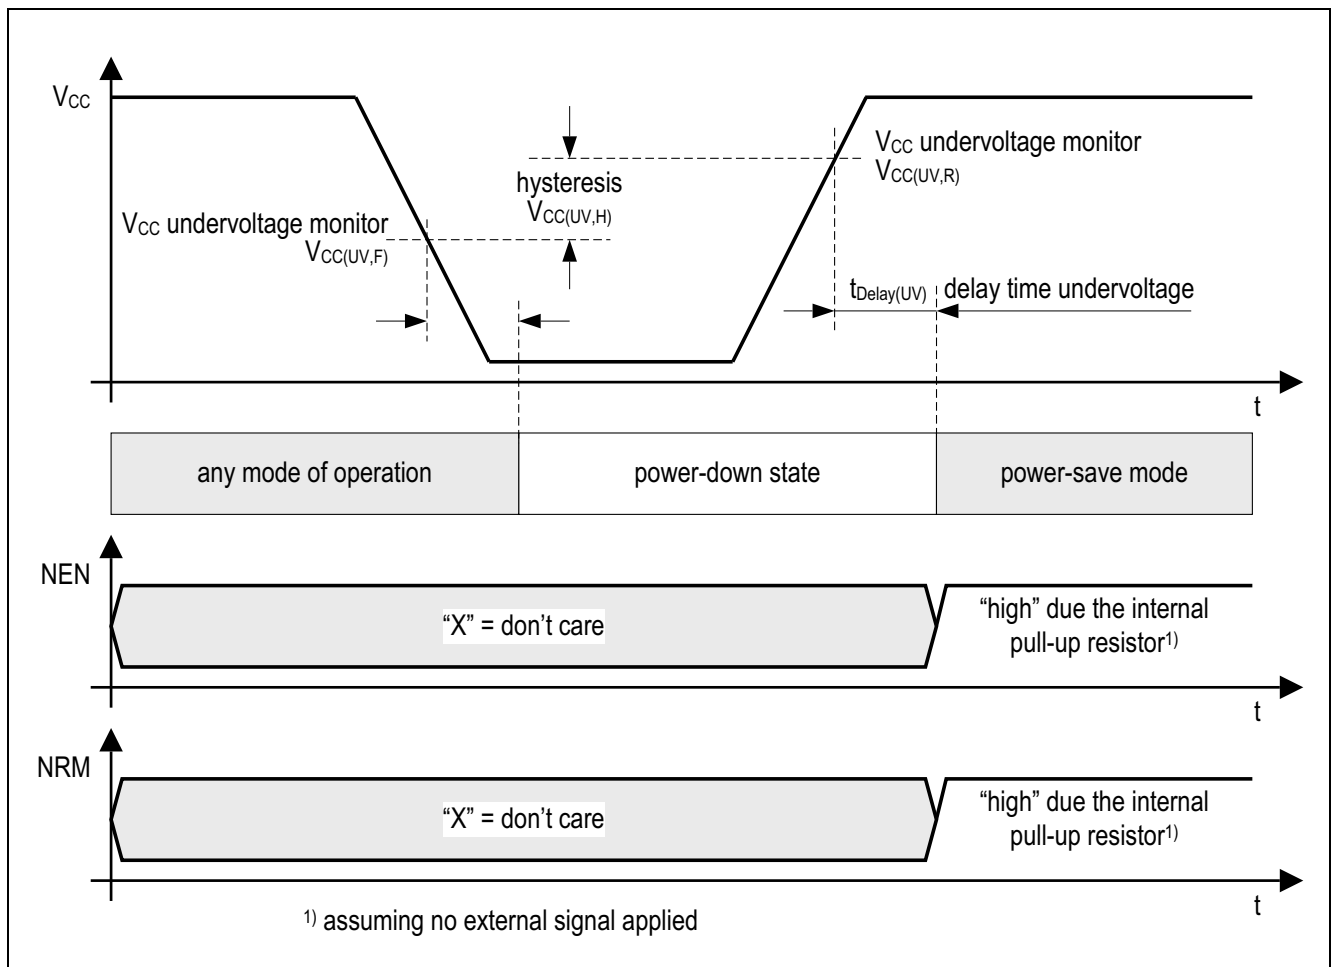 VCC
VCC undervoltage monitor
VCC(UV,F)
hysteresis
VCC(UV,H)
VCC undervoltage monitor
VCC(UV,R)
tDelay(UV) delay time undervoltage
t
any mode of operation
power-down state
power-save mode
NEN
“X” = don’t care
“high” due the internal
pull-up resistor1)
t
NRM
“X” = don’t care
“high” due the internal
pull-up resistor1)
t
1) assuming no external signal applied